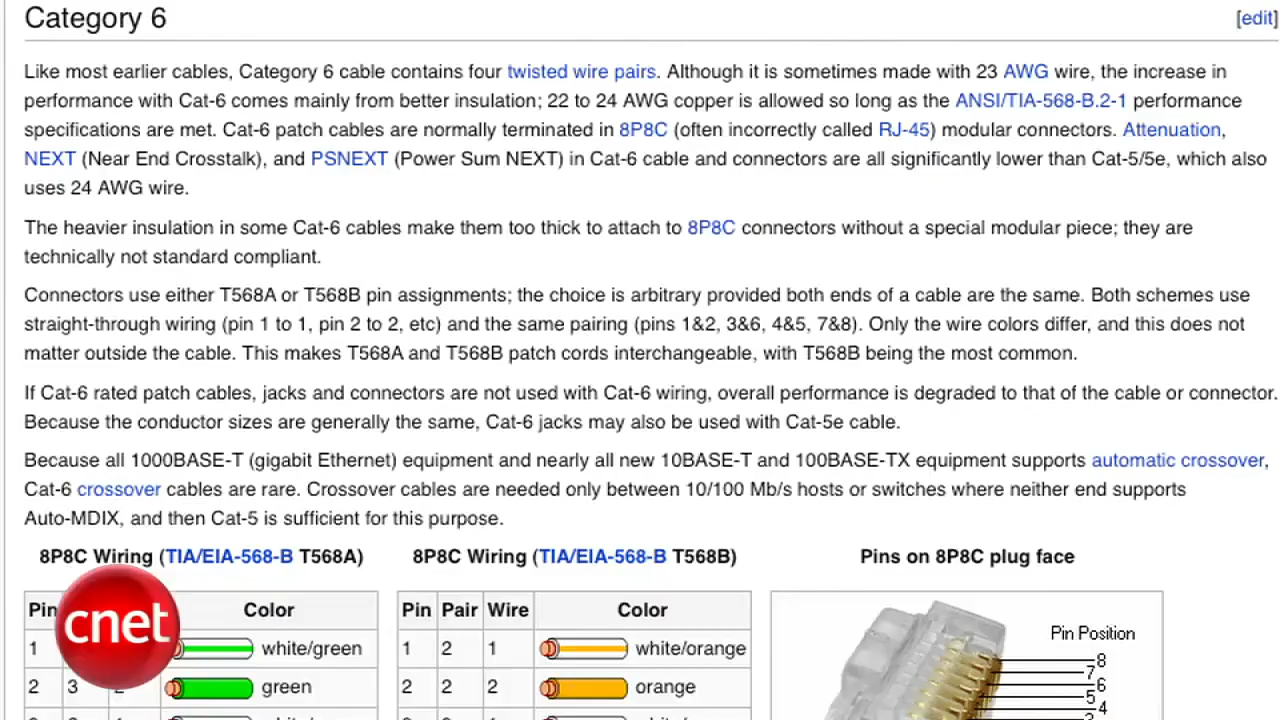 Category 6
[edit]
Like most earlier cables, Category 6 cable contains four twisted wire pairs. Although it is sometimes made with 23 AWG wire, the increase in
performance with Cat-6 comes mainly from better insulation; 22 to 24 AWG copper is allowed so long as the ANSI/TIA-568-B.2-1 performance
specifications are met. Cat-6 patch cables are normally terminated in 8P8C (often incorrectly called RJ-45) modular connectors. Attenuation,
NEXT (Near End Crosstalk), and PSNEXT (Power Sum NEXT) in Cat-6 cable and connectors are all significantly lower than Cat-5/5e, which also
uses 24 AWG wire.
The heavier insulation in some Cat-6 cables make them too thick to attach to 8P8C connectors without a special modular piece; they are
technically not standard compliant.
Connectors use either T568A or T568B pin assignments; the choice is arbitrary provided both ends of a cable are the same. Both schemes use
straight-through wiring (pin 1 to 1, pin 2 to 2, etc) and the same pairing (pins 1&2, 3&6, 4&5, 7&8). Only the wire colors differ, and this does not
matter outside the cable. This makes T568A and T568B patch cords interchangeable, with T568B being the most common.
If Cat-6 rated patch cables, jacks and connectors are not used with Cat-6 wiring, overall performance is degraded to that of the cable or connector.
Because the conductor sizes are generally the same, Cat-6 jacks may also be used with Cat-5e cable.
Because all 1000BASE-T (gigabit Ethernet) equipment and nearly all new 10BASE-T and 100BASE-TX equipment supports automatic crossover,
Cat-6 crossover cables are rare. Crossover cables are needed only between 10/100 Mb/s hosts or switches where neither end supports
Auto-MDIX, and then Cat-5 is sufficient for this purpose.
8P8C Wiring (TIA/EIA-568-B T568A)
Pin Color
1 white/green
2 3 green
8P8C Wiring (TIA/EIA-568-B T568B)
Pin Pair Wire Color
1 2 1 white/orange
2 2 2 orange
Pins on 8P8C plug face
Pin Position
8
7
6
5
4
cnet